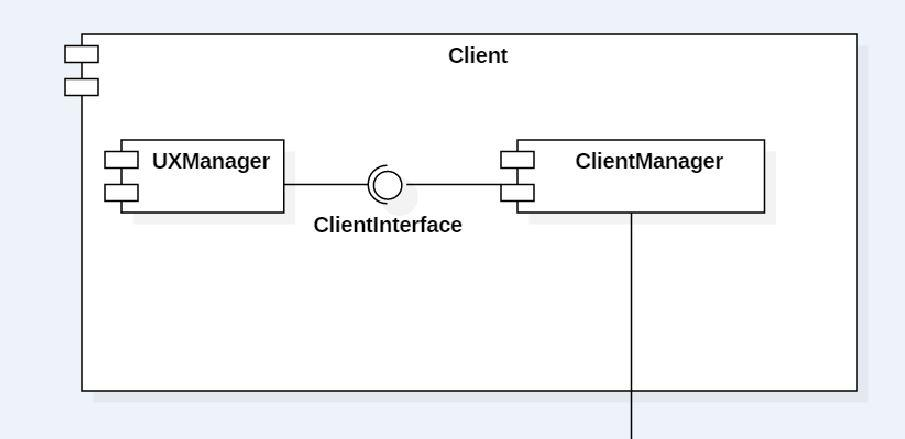 Client
UXManager
ClientManager
ClientInterface